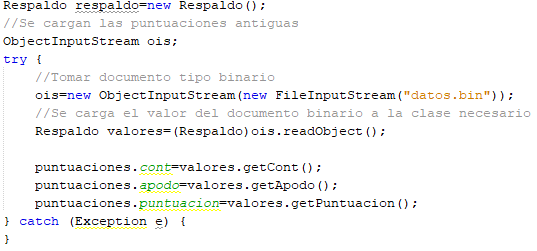 Respaldo respaldo=new Respaldo();
//Se cargan las puntuaciones antiguas
ObjectInputStream ois;
try {
//Tomar documento tipo binario
ois=new ObjectInputStream(new FileInputStream("datos.bin"));
//Se carga el valor del documento binario a la clase necesario
Respaldo valores=(Respaldo)ois.readObject();
puntuaciones.cont=valores.getCont();
puntuaciones.apodo=valores.getApodo();
puntuaciones.puntuacion=valores.getPuntuacion();
} catch (Exception e) {
}